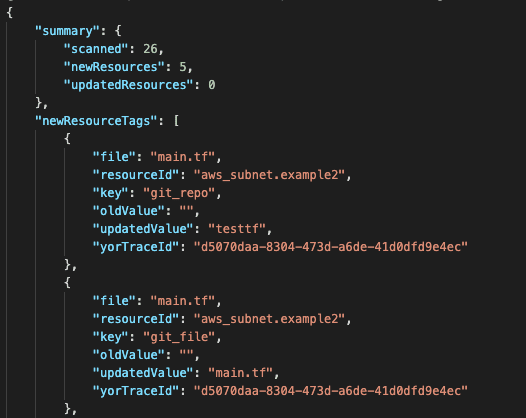 {
"summary": {
"scanned": 26,
"newResources": 5,
"updatedResources": 0
},
"newResourceTags": [
{
"file": "main.tf",
"resourceId": "aws_subnet.example2",
"key": "git_repo",
"oldValue": "",
"updatedValue": "testtf",
"yorTraceId": "d5070daa-8304-473d-a6de-41d0dfd9e4ec"
},
{
"file": "main.tf",
"resourceId": "aws_subnet.example2",
"key": "git_file",
"oldValue": "",
"updatedValue": "main.tf",
"yorTraceId": "d5070daa-8304-473d-a6de-41d0dfd9e4ec"
},